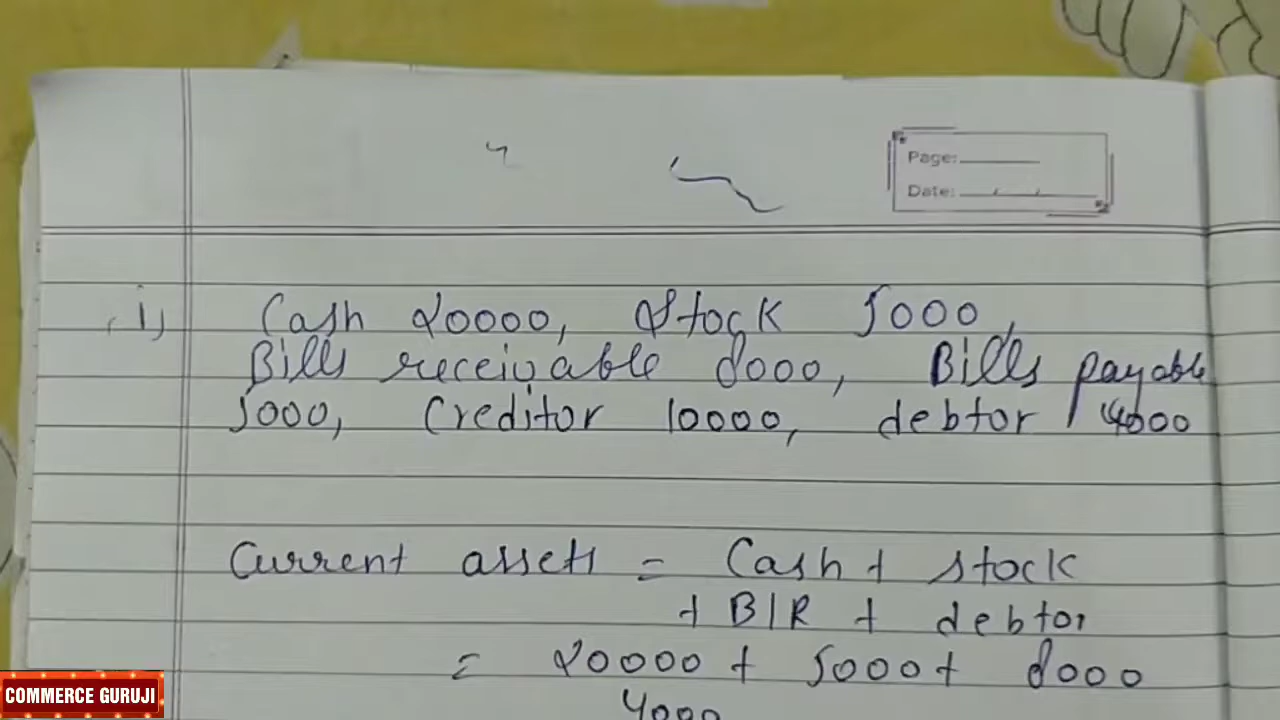 Page:
Date:
i) Cash 20000, Stock 5000,
Bills receivable 8000, Bills payable
5000, Creditor 10000, debtor 4000
Current assets = Cash + stock
+ B/R + debtor
= 20000 + 5000 + 8000
4000
COMMERCE GURUJI